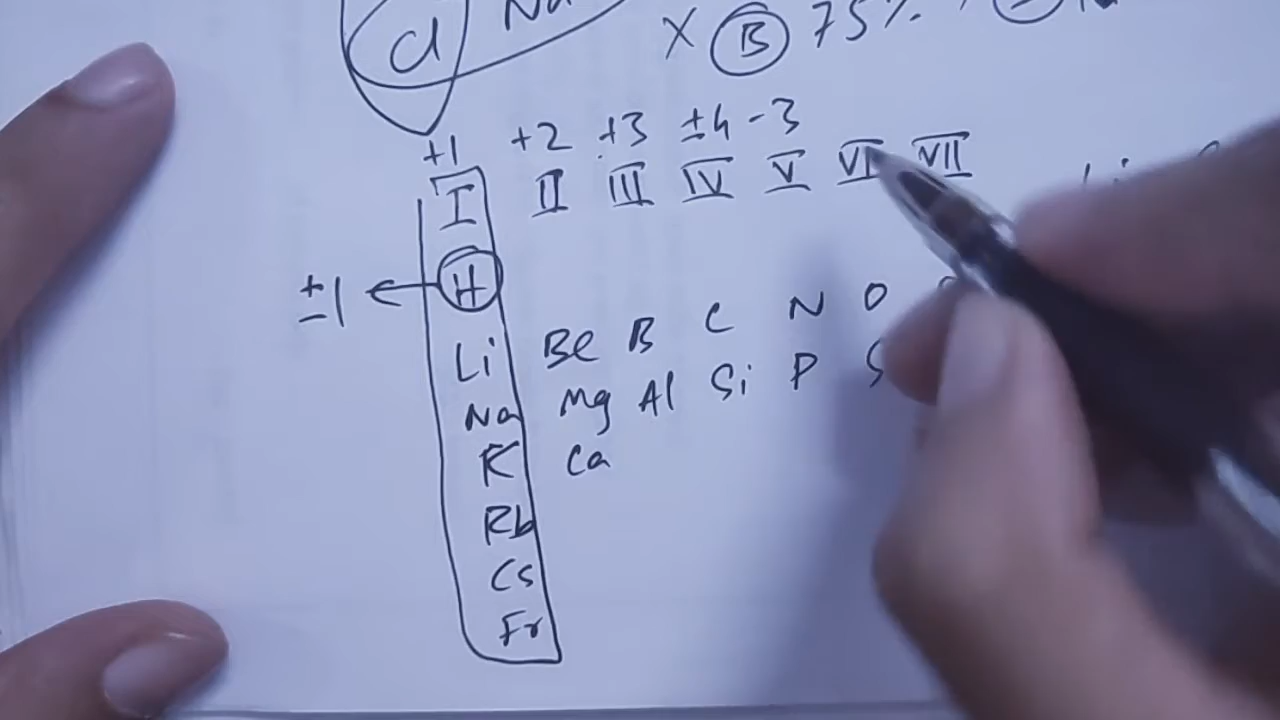 Cl Na
X B 75%
+1 +2 +3 ±4 -3
I II III IV V VI VII
±1 H
Li Be B C N O
Na Mg Al Si P S
K Ca
Rb
Cs
Fr